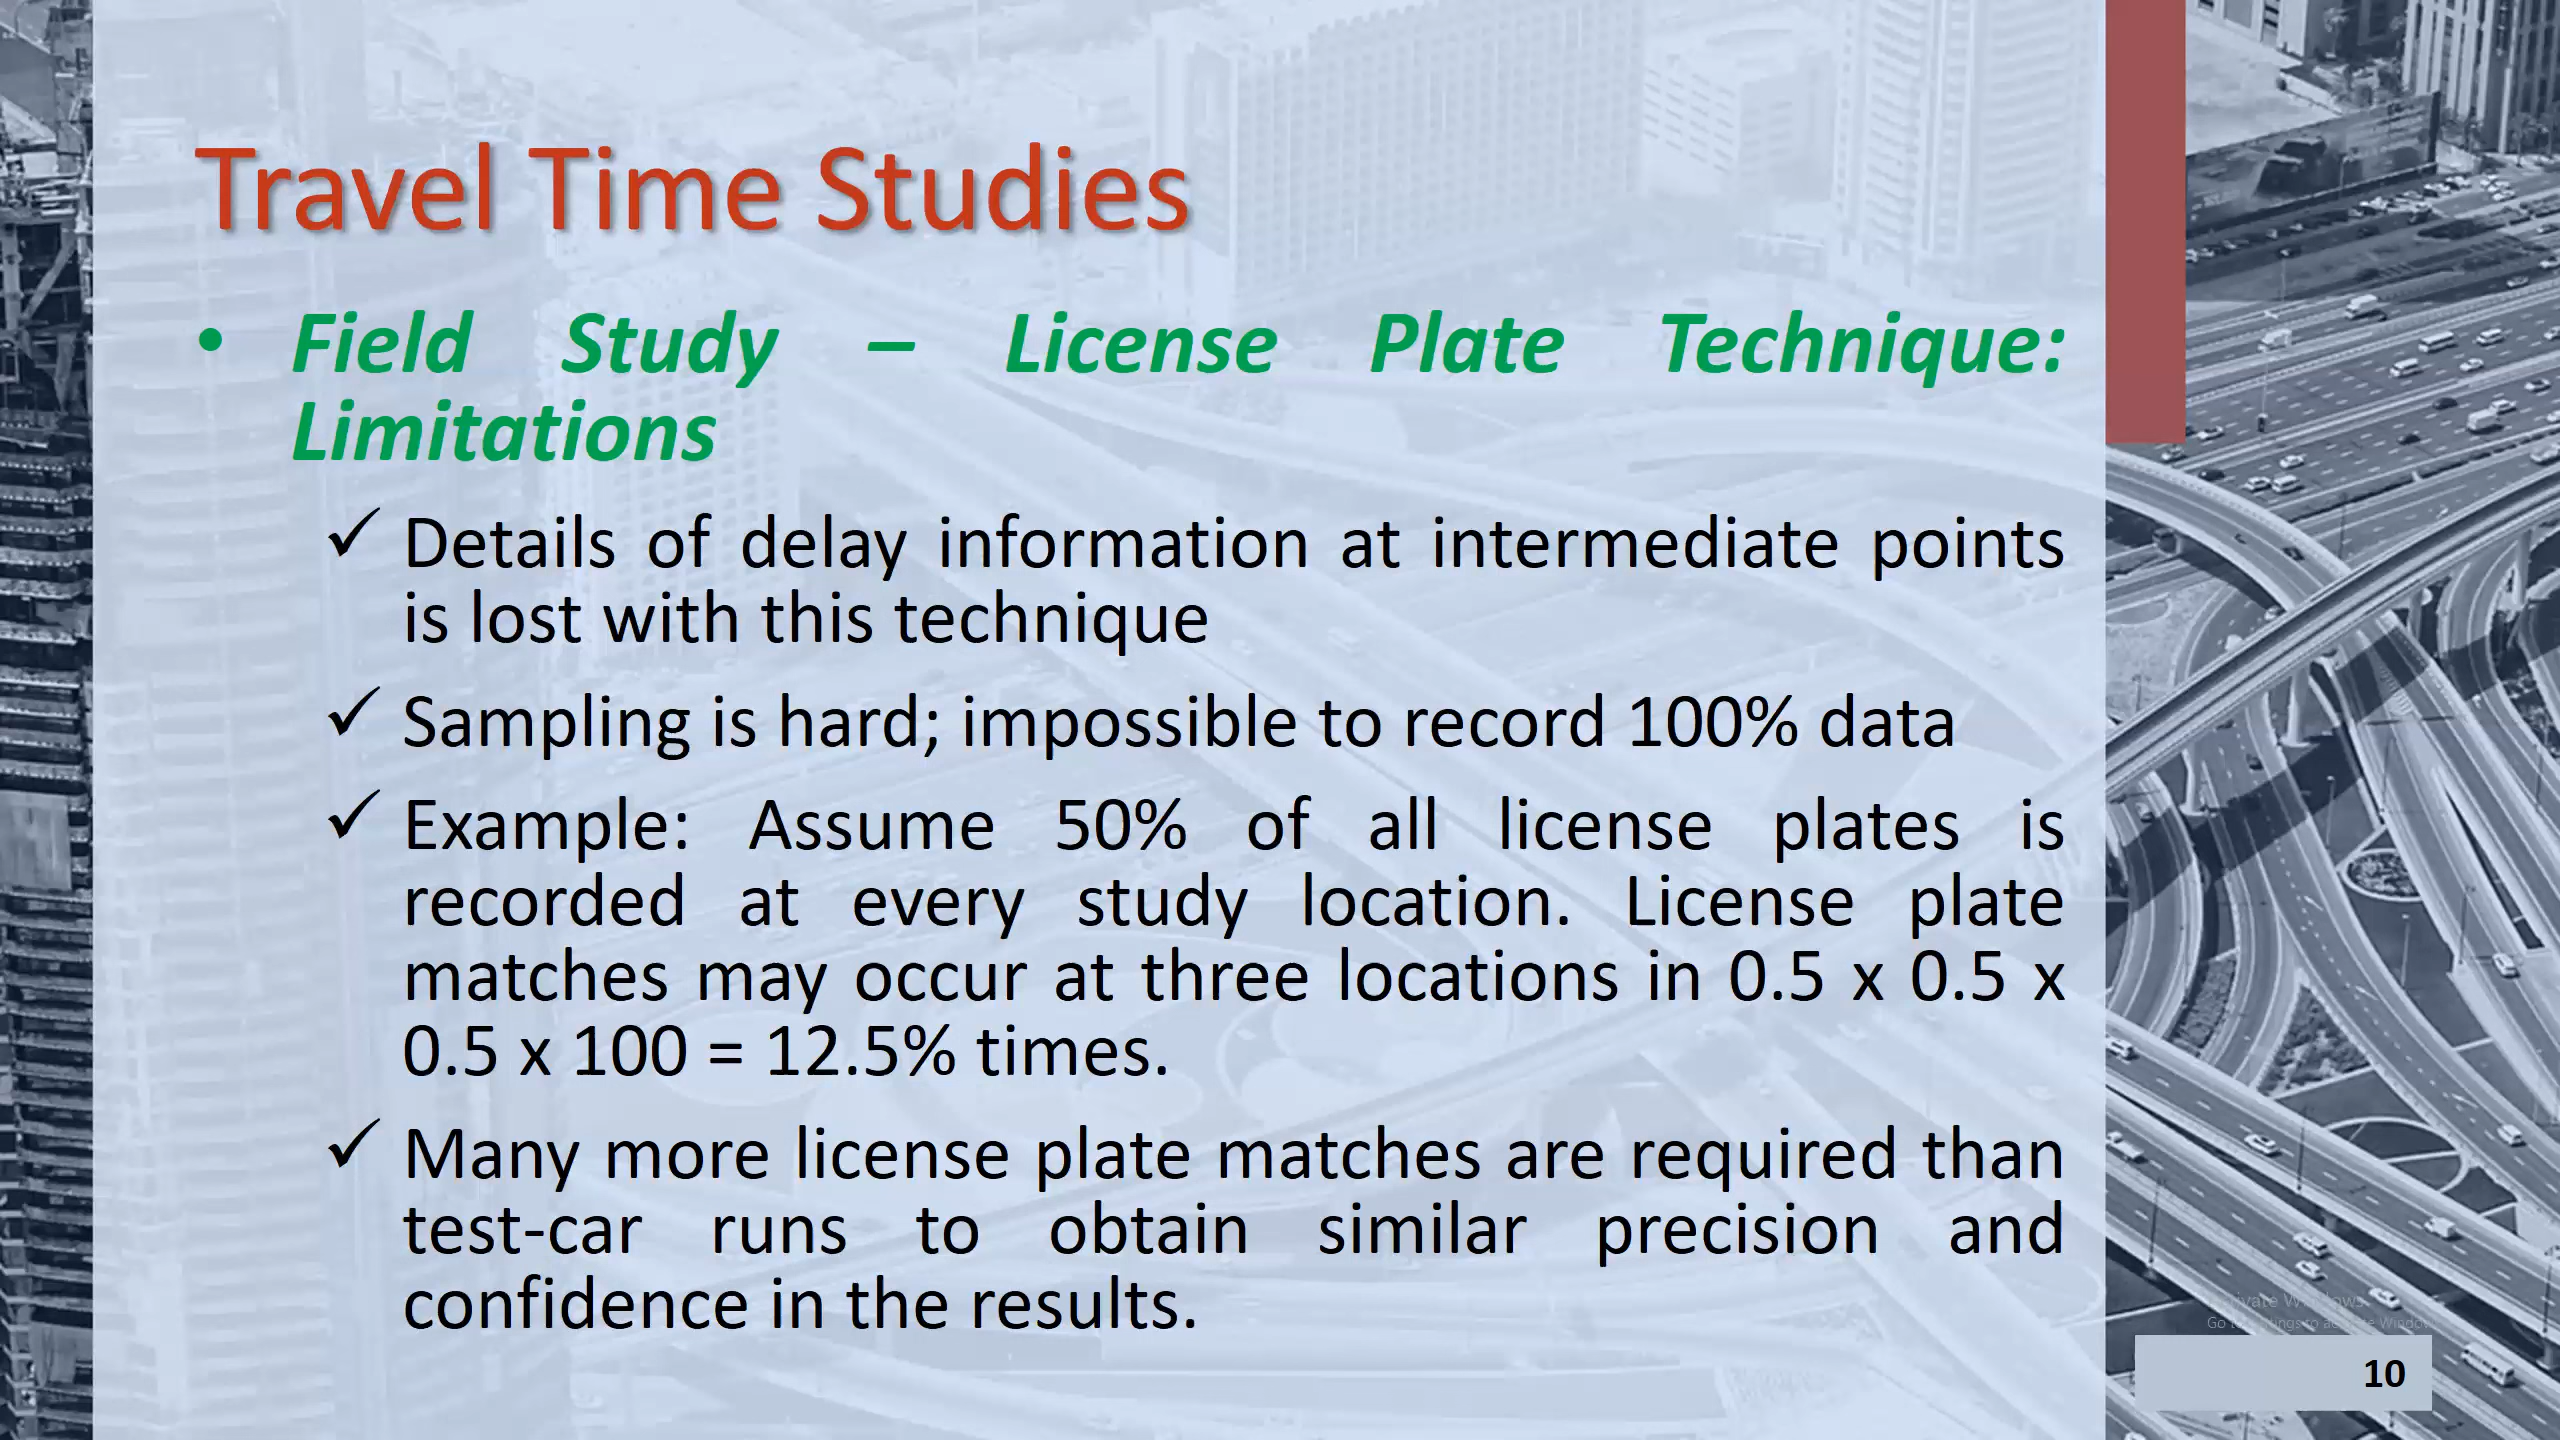 Travel Time Studies
• Field Study – License Plate Technique:
Limitations
✓ Details of delay information at intermediate points
is lost with this technique
✓ Sampling is hard; impossible to record 100% data
✓ Example: Assume 50% of all license plates is
recorded at every study location. License plate
matches may occur at three locations in 0.5 x 0.5 x
0.5 x 100 = 12.5% times.
✓ Many more license plate matches are required than
test-car runs to obtain similar precision and
confidence in the results.
10